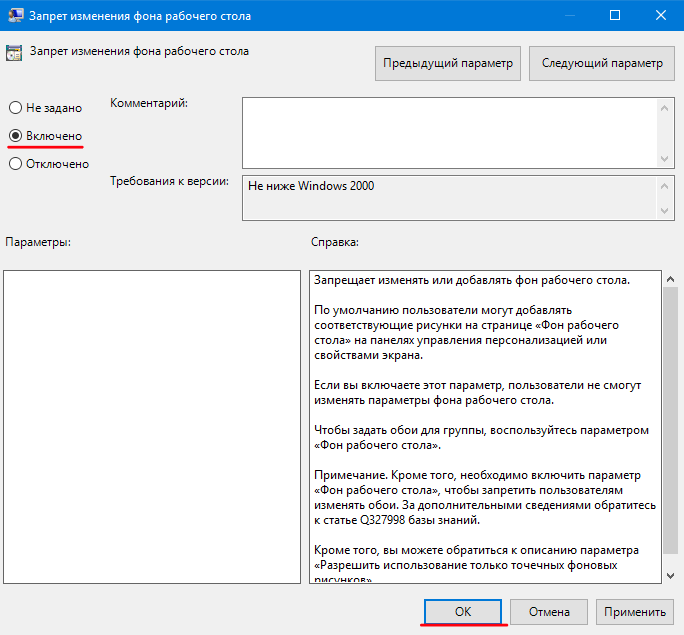 Запрет изменения фона рабочего стола
Запрет изменения фона рабочего стола
Предыдущий параметр
Следующий параметр
Не задано
Комментарий:
Включено
Отключено
Требования к версии:
Не ниже Windows 2000
Параметры:
Справка:
Запрещает изменять или добавлять фон рабочего стола.
По умолчанию пользователи могут добавлять
соответствующие рисунки на странице «Фон рабочего
стола» на панелях управления персонализацией или
свойствами экрана.
Если вы включаете этот параметр, пользователи не смогут
изменять параметры фона рабочего стола.
Чтобы задать обои для группы, воспользуйтесь параметром
«Фон рабочего стола».
Примечание. Кроме того, необходимо включить параметр
«Фон рабочего стола», чтобы запретить пользователям
изменять обои. За дополнительными сведениями обратитесь
к статье Q327998 базы знаний.
Кроме того, вы можете обратиться к описанию параметра
«Разрешить использование только точечных фоновых
рисунков»
ОК
Отмена
Применить